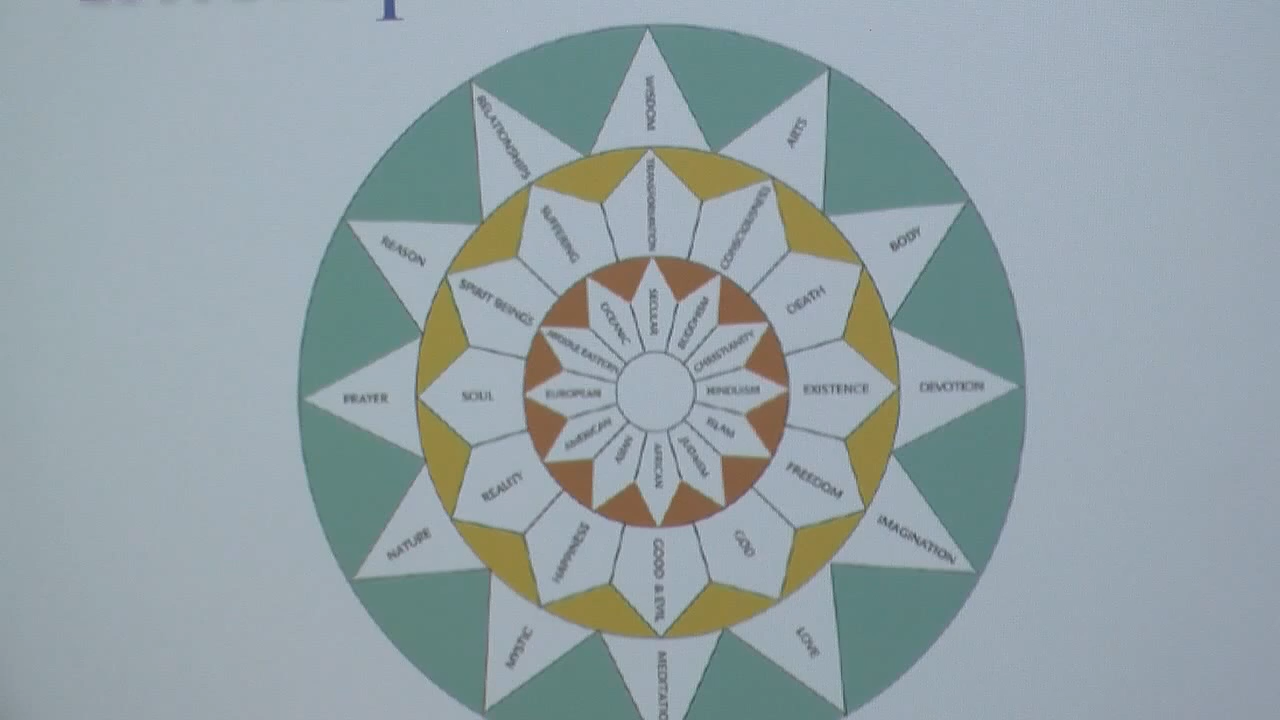 WISDOM
ARTS
BODY
DEVOTION
IMAGINATION
LOVE
MEDITATIO
MYSTIC
NATURE
PRAYER
REASON
RELATIONSHIPS
TRANSFORMATION
CONSCIOUSNESS
DEATH
EXISTENCE
FREEDOM
GOD
GOOD & EVIL
HAPPINESS
REALITY
SOUL
SPIRIT BEINGS
SUFFERING
SECULAR
BUDDHISM
CHRISTIANITY
HINDUISM
ISLAM
JUDAISM
AFRICAN
ASIAN
AMERICAN
EUROPEAN
MIDDLE EASTERN
OCEANIC